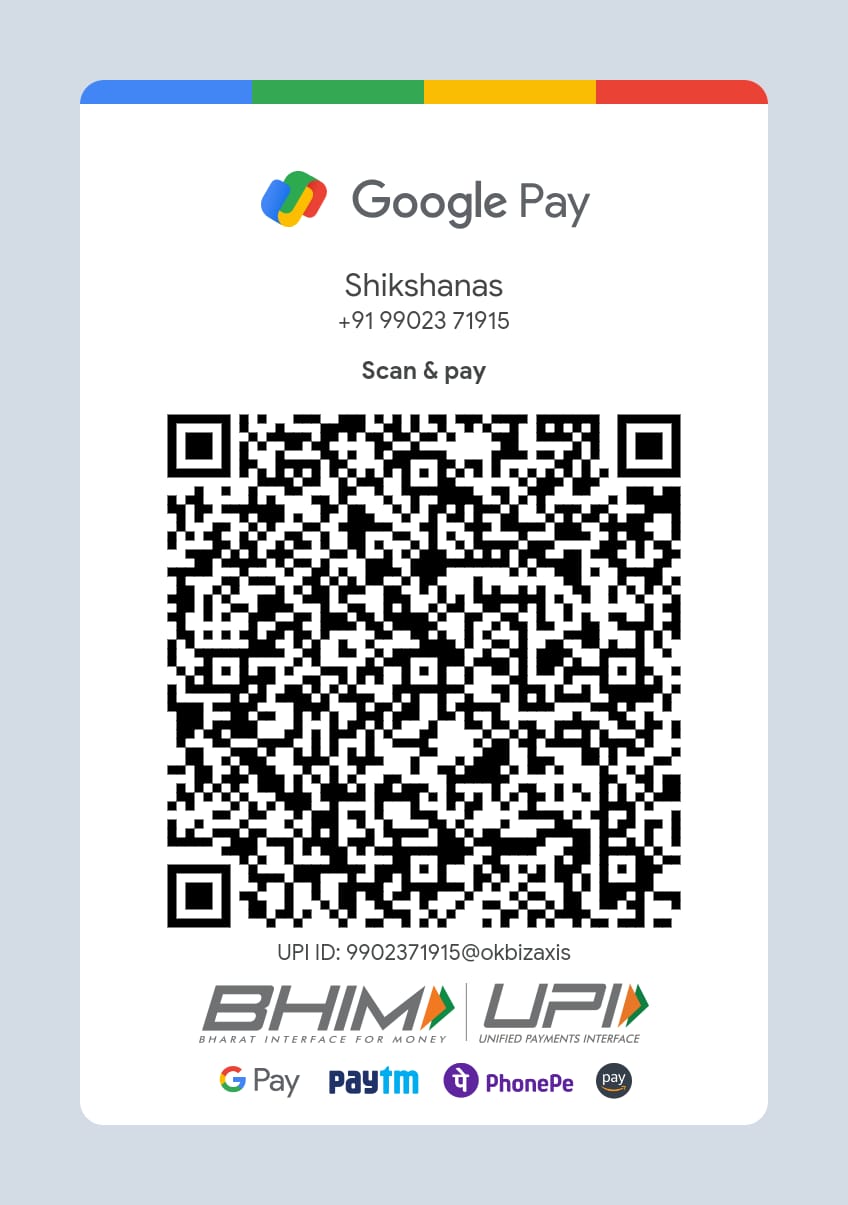 Google Pay
Shikshanas
+91 99023 71915
Scan & pay
UPI ID: 9902371915@okbizaxis
BHIM UPI
BHARAT INTERFACE FOR MONEY UNIFIED PAYMENTS INTERFACE
G Pay paytm पे PhonePe pay